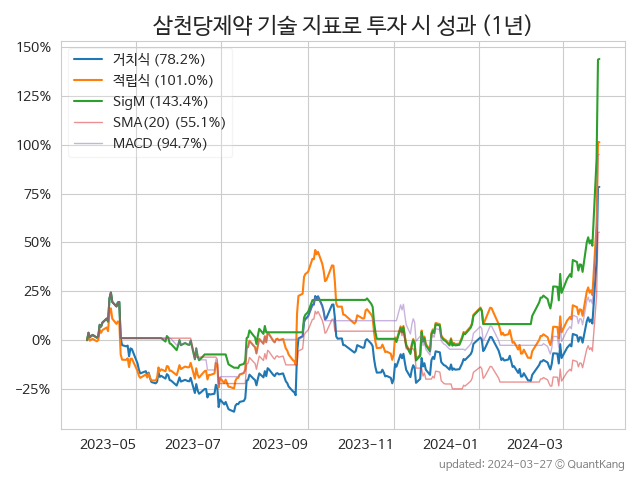 삼천당제약 기술 지표로 투자 시 성과 (1년)
150%
125%
100%
75%
50%
25%
0%
−25%
거치식 (78.2%)
적립식 (101.0%)
SigM (143.4%)
SMA(20) (55.1%)
MACD (94.7%)
2023-05 2023-07 2023-09 2023-11 2024-01 2024-03
updated: 2024-03-27 © QuantKang